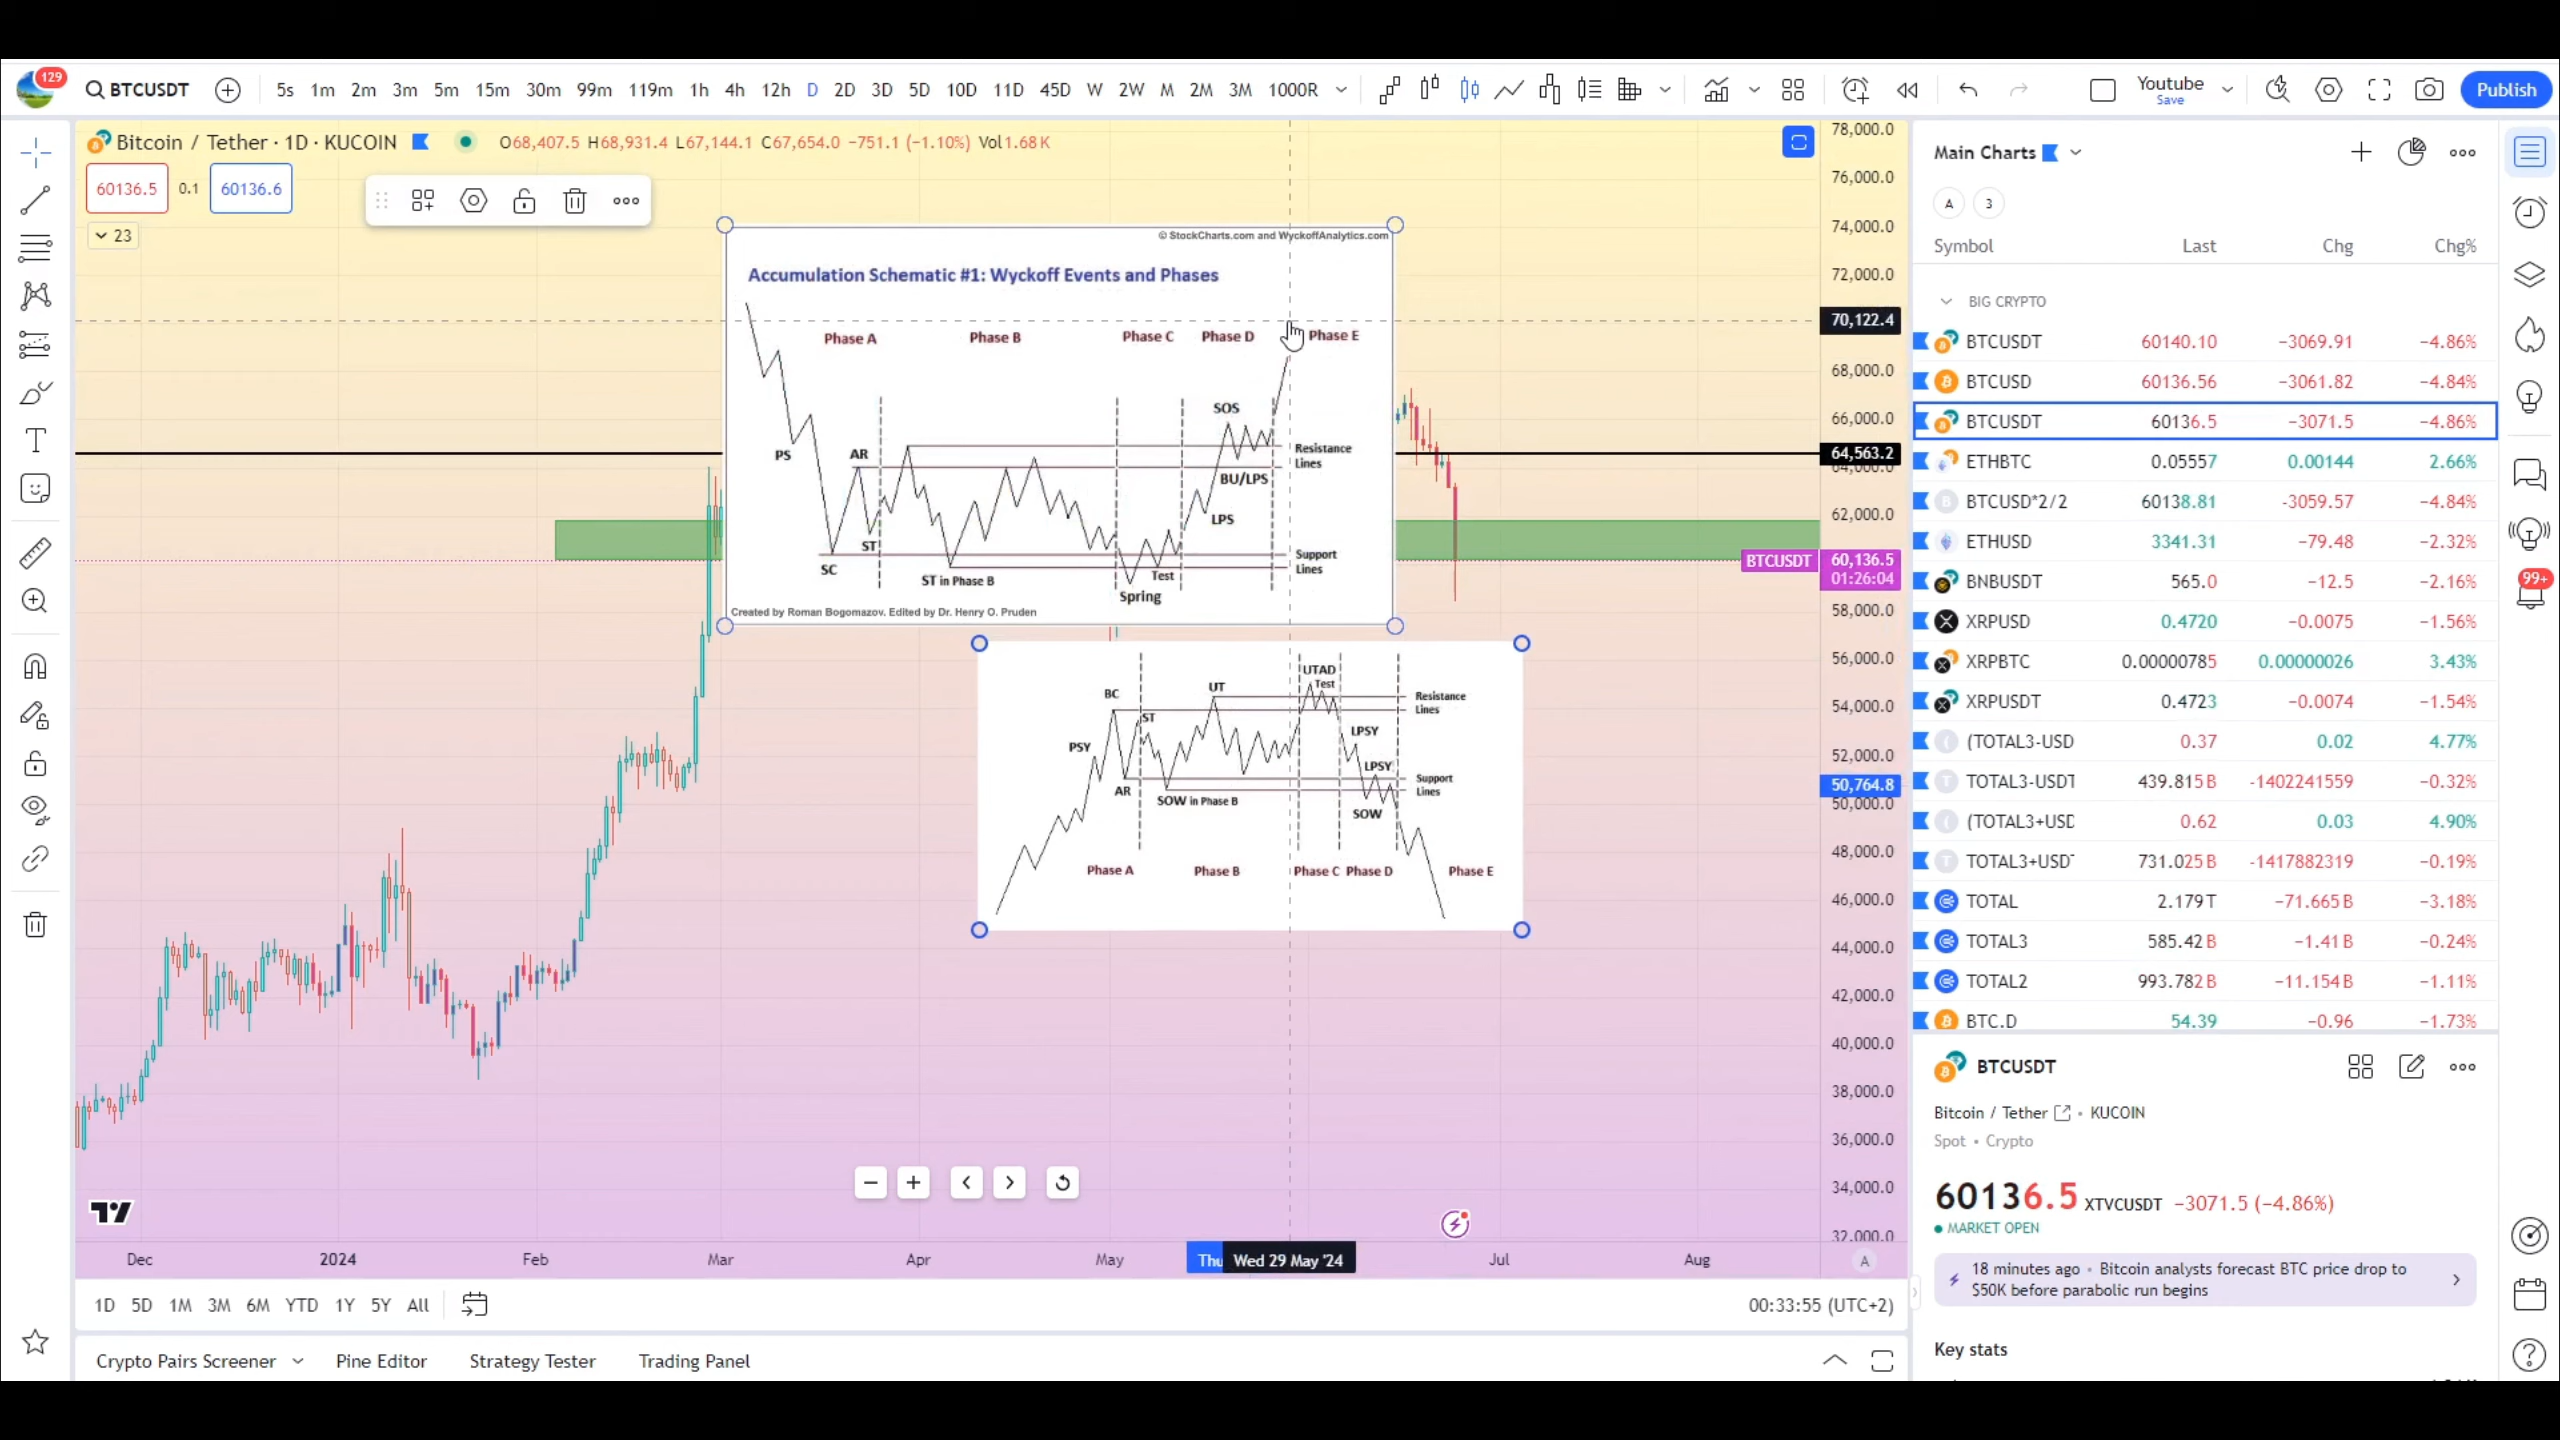 129
BTCUSDT
5s 1m 2m 3m 5m 15m 30m 99m 119m 1h 4h 12h D 2D 3D 5D 10D 11D 45D W 2W M 2M 3M 1000R
Youtube
Save
Publish
Bitcoin / Tether · 1D · KUCOIN
O68,407.5 H68,931.4 L67,144.1 C67,654.0 −751.1 (−1.10%) Vol1.68 K
60136.5 0.1 60136.6
23
© StockCharts.com and WyckoffAnalytics.com
Accumulation Schematic #1: Wyckoff Events and Phases
Phase A Phase B Phase C Phase D Phase E
SOS
PS AR
Resistance
Lines
BU/LPS
LPS
ST
Support
Lines
SC
ST in Phase B
Test
Spring
Created by Roman Bogomazov. Edited by Dr. Henry O. Pruden
UTAD
Test
BC UT
Resistance
Lines
ST
LPSY
PSY
LPSY
Support
Lines
AR
SOW in Phase B
SOW
Phase A Phase B Phase C Phase D Phase E
78,000.0
76,000.0
74,000.0
72,000.0
70,122.4
68,000.0
66,000.0
64,563.2
64,000.0
62,000.0
BTCUSDT 60,136.5
01:26:04
58,000.0
56,000.0
54,000.0
52,000.0
50,764.8
50,000.0
48,000.0
46,000.0
44,000.0
42,000.0
40,000.0
38,000.0
36,000.0
34,000.0
32,000.0
Dec 2024 Feb Mar Apr May Thu Wed 29 May '24 Jul Aug A
1D 5D 1M 3M 6M YTD 1Y 5Y All
00:33:55 (UTC+2)
Crypto Pairs Screener Pine Editor Strategy Tester Trading Panel
Main Charts
A 3
Symbol Last Chg Chg%
BIG CRYPTO
BTCUSDT 60140.10 −3069.91 −4.86%
BTCUSD 60136.56 −3061.82 −4.84%
BTCUSDT 60136.5 −3071.5 −4.86%
ETHBTC 0.05557 0.00144 2.66%
BTCUSD*2/2 60138.81 -3059.57 −4.84%
ETHUSD 3341.31 −79.48 −2.32%
BNBUSDT 565.0 −12.5 −2.16%
XRPUSD 0.4720 −0.0075 −1.56%
XRPBTC 0.00000785 0.00000026 3.43%
XRPUSDT 0.4723 −0.0074 −1.54%
(TOTAL3-USD 0.37 0.02 4.77%
TOTAL3-USDT 439.815 B -1402241559 −0.32%
(TOTAL3+USD 0.62 0.03 4.90%
TOTAL3+USD 731.025 B -1417882319 −0.19%
TOTAL 2.179 T −71.665 B −3.18%
TOTAL3 585.42 B −1.41 B −0.24%
TOTAL2 993.782 B −11.154 B −1.11%
BTC.D 54.39 −0.96 −1.73%
BTCUSDT
Bitcoin / Tether • KUCOIN
Spot • Crypto
60136.5 XTVCUSDT −3071.5 (−4.86%)
MARKET OPEN
18 minutes ago • Bitcoin analysts forecast BTC price drop to
$50K before parabolic run begins
Key stats
99+